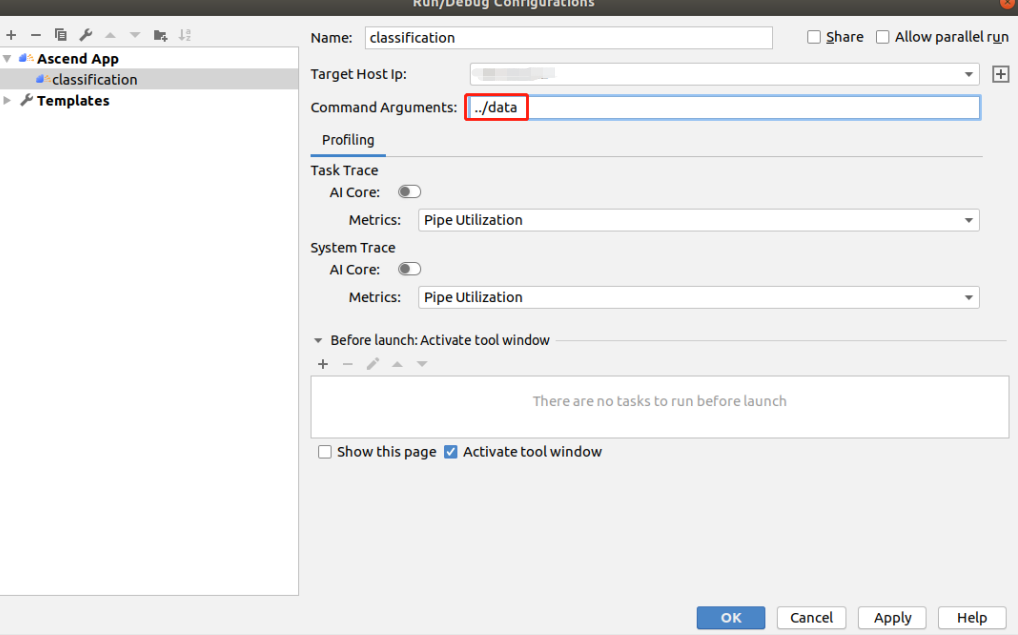 Run/Debug Configurations
Name: classification Share Allow parallel run
Ascend App
classification
Templates
Target Host Ip:
Command Arguments: ../data
Profiling
Task Trace
AI Core:
Metrics: Pipe Utilization
System Trace
AI Core:
Metrics: Pipe Utilization
Before launch: Activate tool window
There are no tasks to run before launch
Show this page Activate tool window
OK Cancel Apply Help